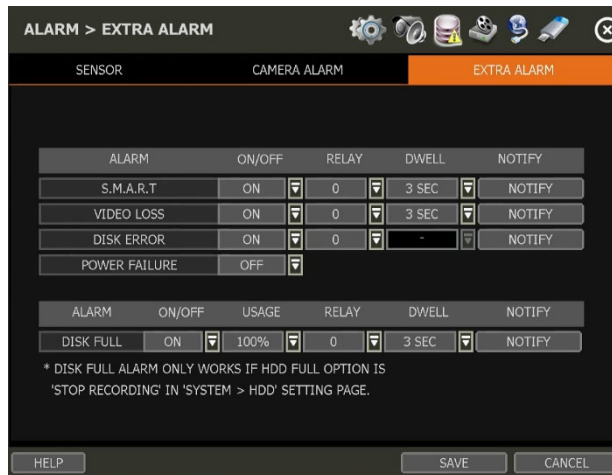 ALARM > EXTRA ALARM
SENSOR CAMERA ALARM EXTRA ALARM
ALARM ON/OFF RELAY DWELL NOTIFY
S.M.A.R.T ON 0 3 SEC NOTIFY
VIDEO LOSS ON 0 3 SEC NOTIFY
DISK ERROR ON 0 - NOTIFY
POWER FAILURE OFF
ALARM ON/OFF USAGE RELAY DWELL NOTIFY
DISK FULL ON 100% 0 3 SEC NOTIFY
* DISK FULL ALARM ONLY WORKS IF HDD FULL OPTION IS
'STOP RECORDING' IN 'SYSTEM > HDD' SETTING PAGE.
HELP SAVE CANCEL